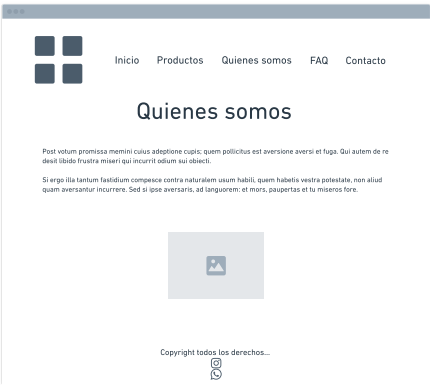 Inicio Productos Quienes somos FAQ Contacto
Quienes somos
Post votum promissa memini cuius adeptione cupis; quem pollicitus est aversione aversi et fuga. Qui autem de re
desit libido frustra miseri qui incurrit odium sui obiecti.
Si ergo illa tantum fastidium compesce contra naturalem usum habili, quem habetis vestra potestate, non aliud
quam aversantur incurrere. Sed si ipse aversaris, ad languorem; et mors, paupertas et tu miseros fore.
Copyright todos los derechos...